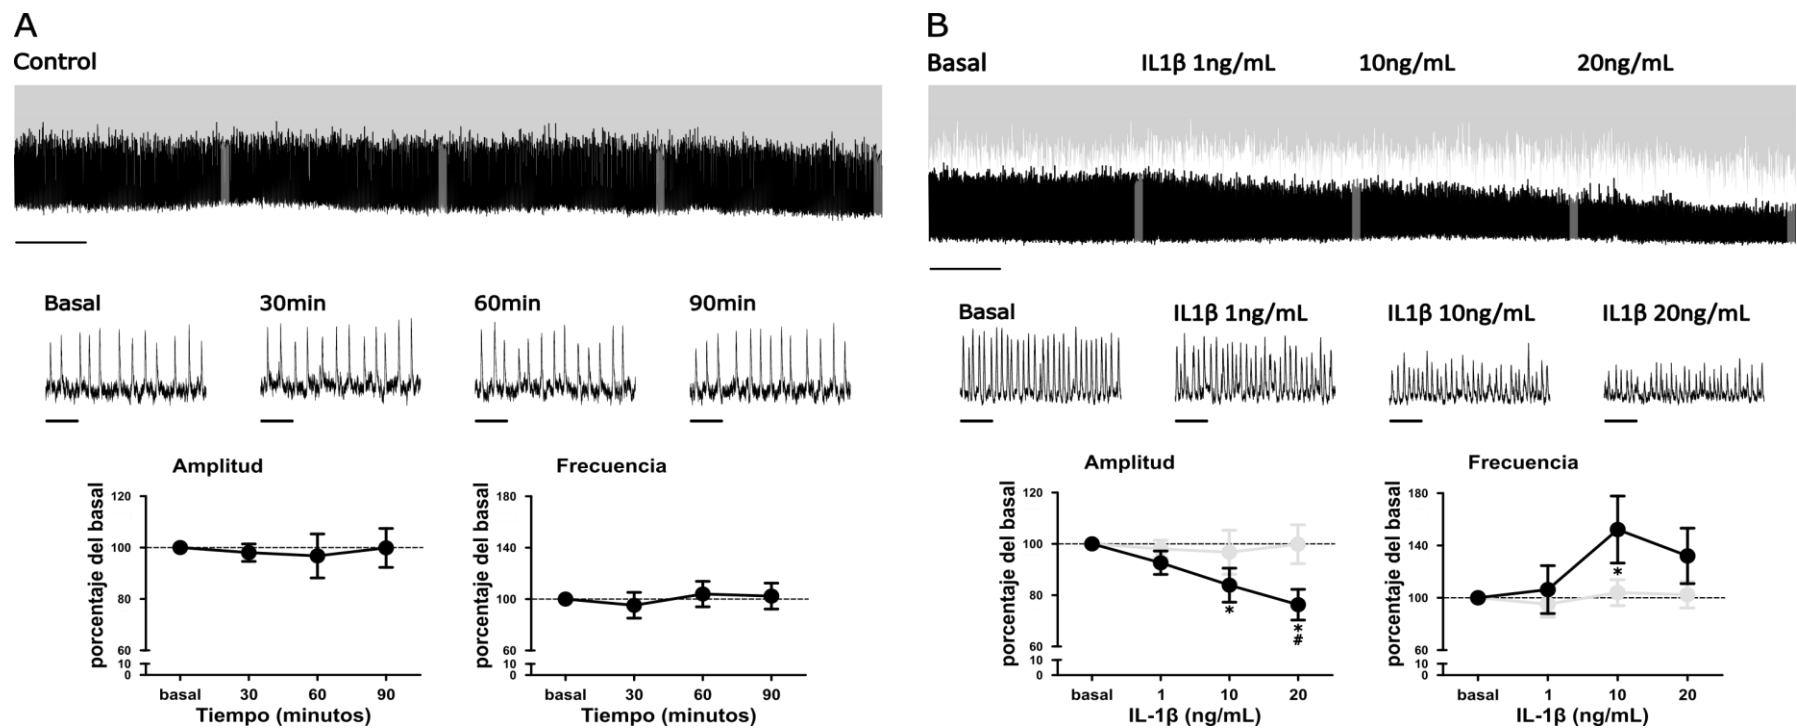 A
Control
Basal 30min 60min 90min
Amplitud
porcentaje del basal
120
100
80
60
10
0
basal 30 60 90
Tiempo (minutos)
Frecuencia
porcentaje del basal
180
140
100
60
10
0
basal 30 60 90
Tiempo (minutos)
B
Basal IL1β 1ng/mL 10ng/mL 20ng/mL
Basal IL1β 1ng/mL IL1β 10ng/mL IL1β 20ng/mL
Amplitud
porcentaje del basal
120
100
80
60
10
0
*
*
#
basal 1 10 20
IL-1β (ng/mL)
Frecuencia
porcentaje del basal
180
140
100
60
10
0
*
basal 1 10 20
IL-1β (ng/mL)